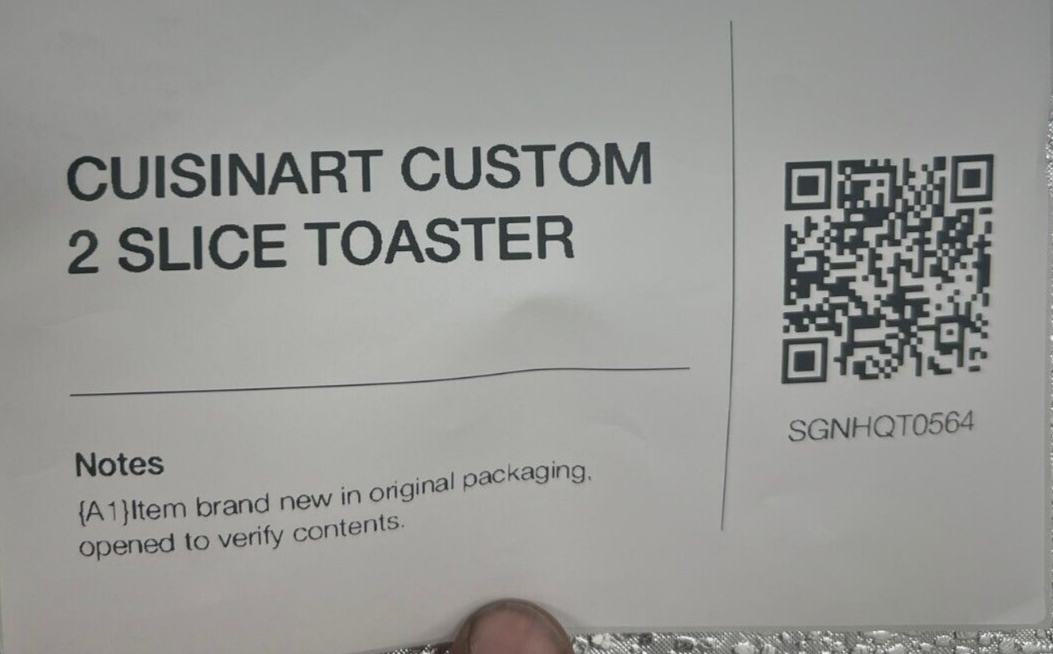 CUISINART CUSTOM
2 SLICE TOASTER
Notes
{A1}Item brand new in original packaging,
opened to verify contents.
SGNHQT0564